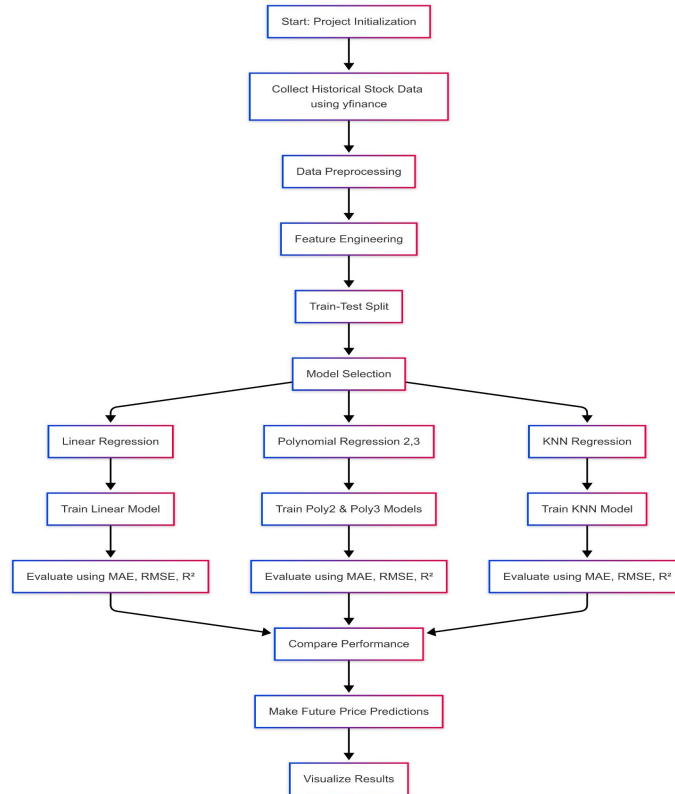 Start: Project Initialization
Collect Historical Stock Data
using yfinance
Data Preprocessing
Feature Engineering
Train-Test Split
Model Selection
Linear Regression
Polynomial Regression 2,3
KNN Regression
Train Linear Model
Train Poly2 & Poly3 Models
Train KNN Model
Evaluate using MAE, RMSE, R²
Evaluate using MAE, RMSE, R²
Evaluate using MAE, RMSE, R²
Compare Performance
Make Future Price Predictions
Visualize Results